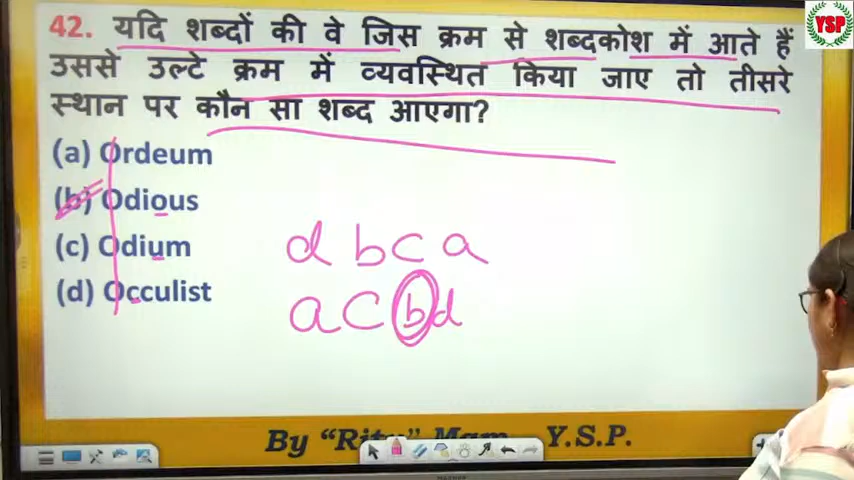 42. यदि शब्दों की वे जिस क्रम से शब्दकोश में आते हैं
उससे उल्टे क्रम में व्यवस्थित किया जाए तो तीसरे
स्थान पर कौन सा शब्द आएगा?
(a) Ordeum
(b) Odious
(c) Odium
(d) Occulist
d b c a
a c b d
By “Ritu” Mam Y.S.P.
YSP